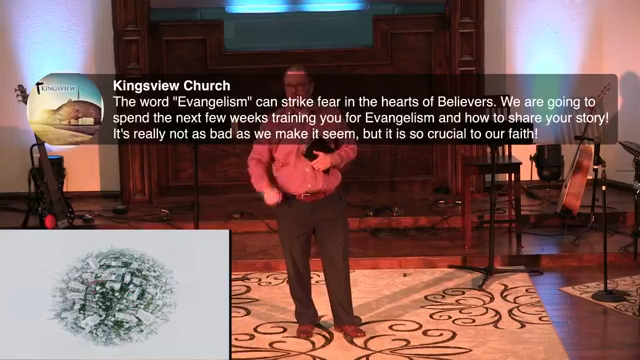 KINGSVIEW
Kingsview Church
The word "Evangelism" can strike fear in the hearts of Believers. We are going to
spend the next few weeks training you for Evangelism and how to share your story!
It's really not as bad as we make it seem, but it is so crucial to our faith!